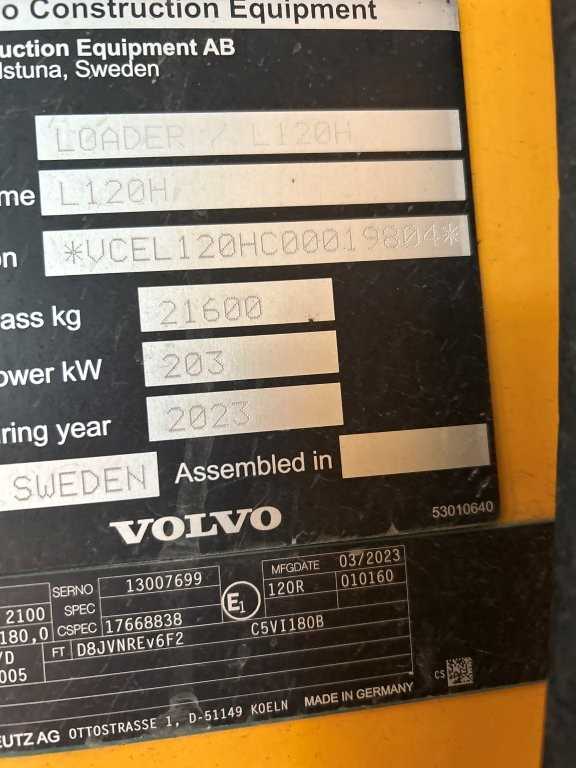 o Construction Equipment
uction Equipment AB
lstuna, Sweden
LOADER / L120H
me L120H
on *VCEL120HC00019804*
ass kg 21600
ower kW 203
ring year 2023
SWEDEN Assembled in
VOLVO 53010640
SERNO 13007699 MFGDATE 03/2023
2100 SPEC E1 120R 010160
180,0 CSPEC 17668838
/D FT D8JVNREv6F2 C5VI180B
005
CS
EUTZ AG OTTOSTRASSE 1, D-51149 KOELN MADE IN GERMANY